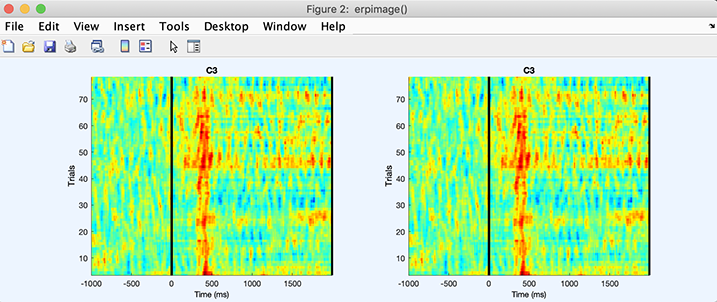 Figure 2: erpimage()
File Edit View Insert Tools Desktop Window Help
C3
70
60
50
40
30
20
10
Trials
-1000 -500 0 500 1000 1500
Time (ms)
C3
70
60
50
40
30
20
10
Trials
-1000 -500 0 500 1000 1500
Time (ms)